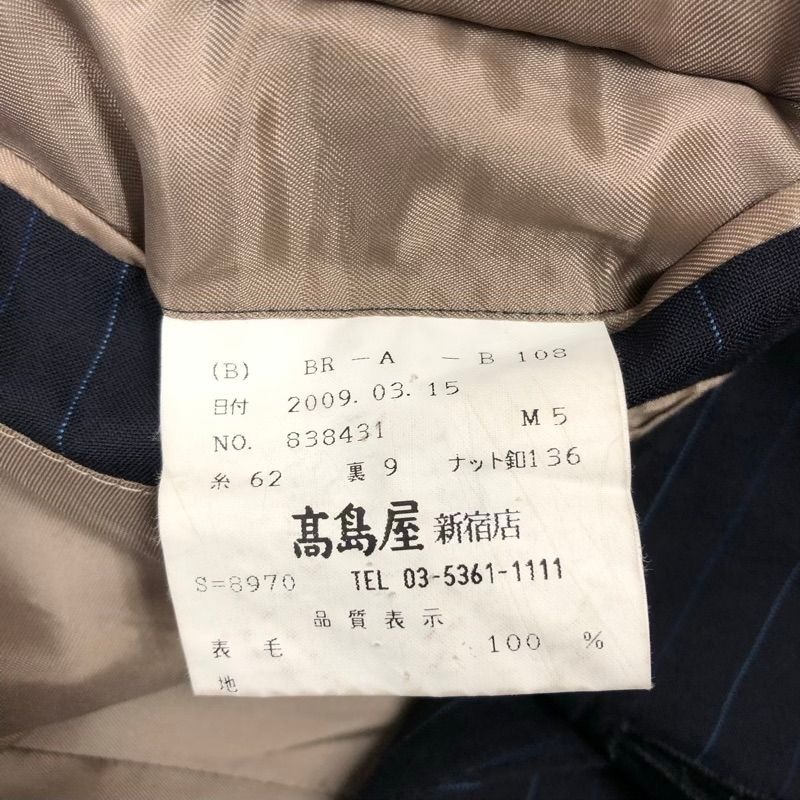 (B) BR -A -B 108
日付 2009.03.15
NO. 838431 M5
糸62 裏9 ナット釦136
髙島屋 新宿店
S=8970 TEL 03-5361-1111
品質表示
表 毛 100 %
地